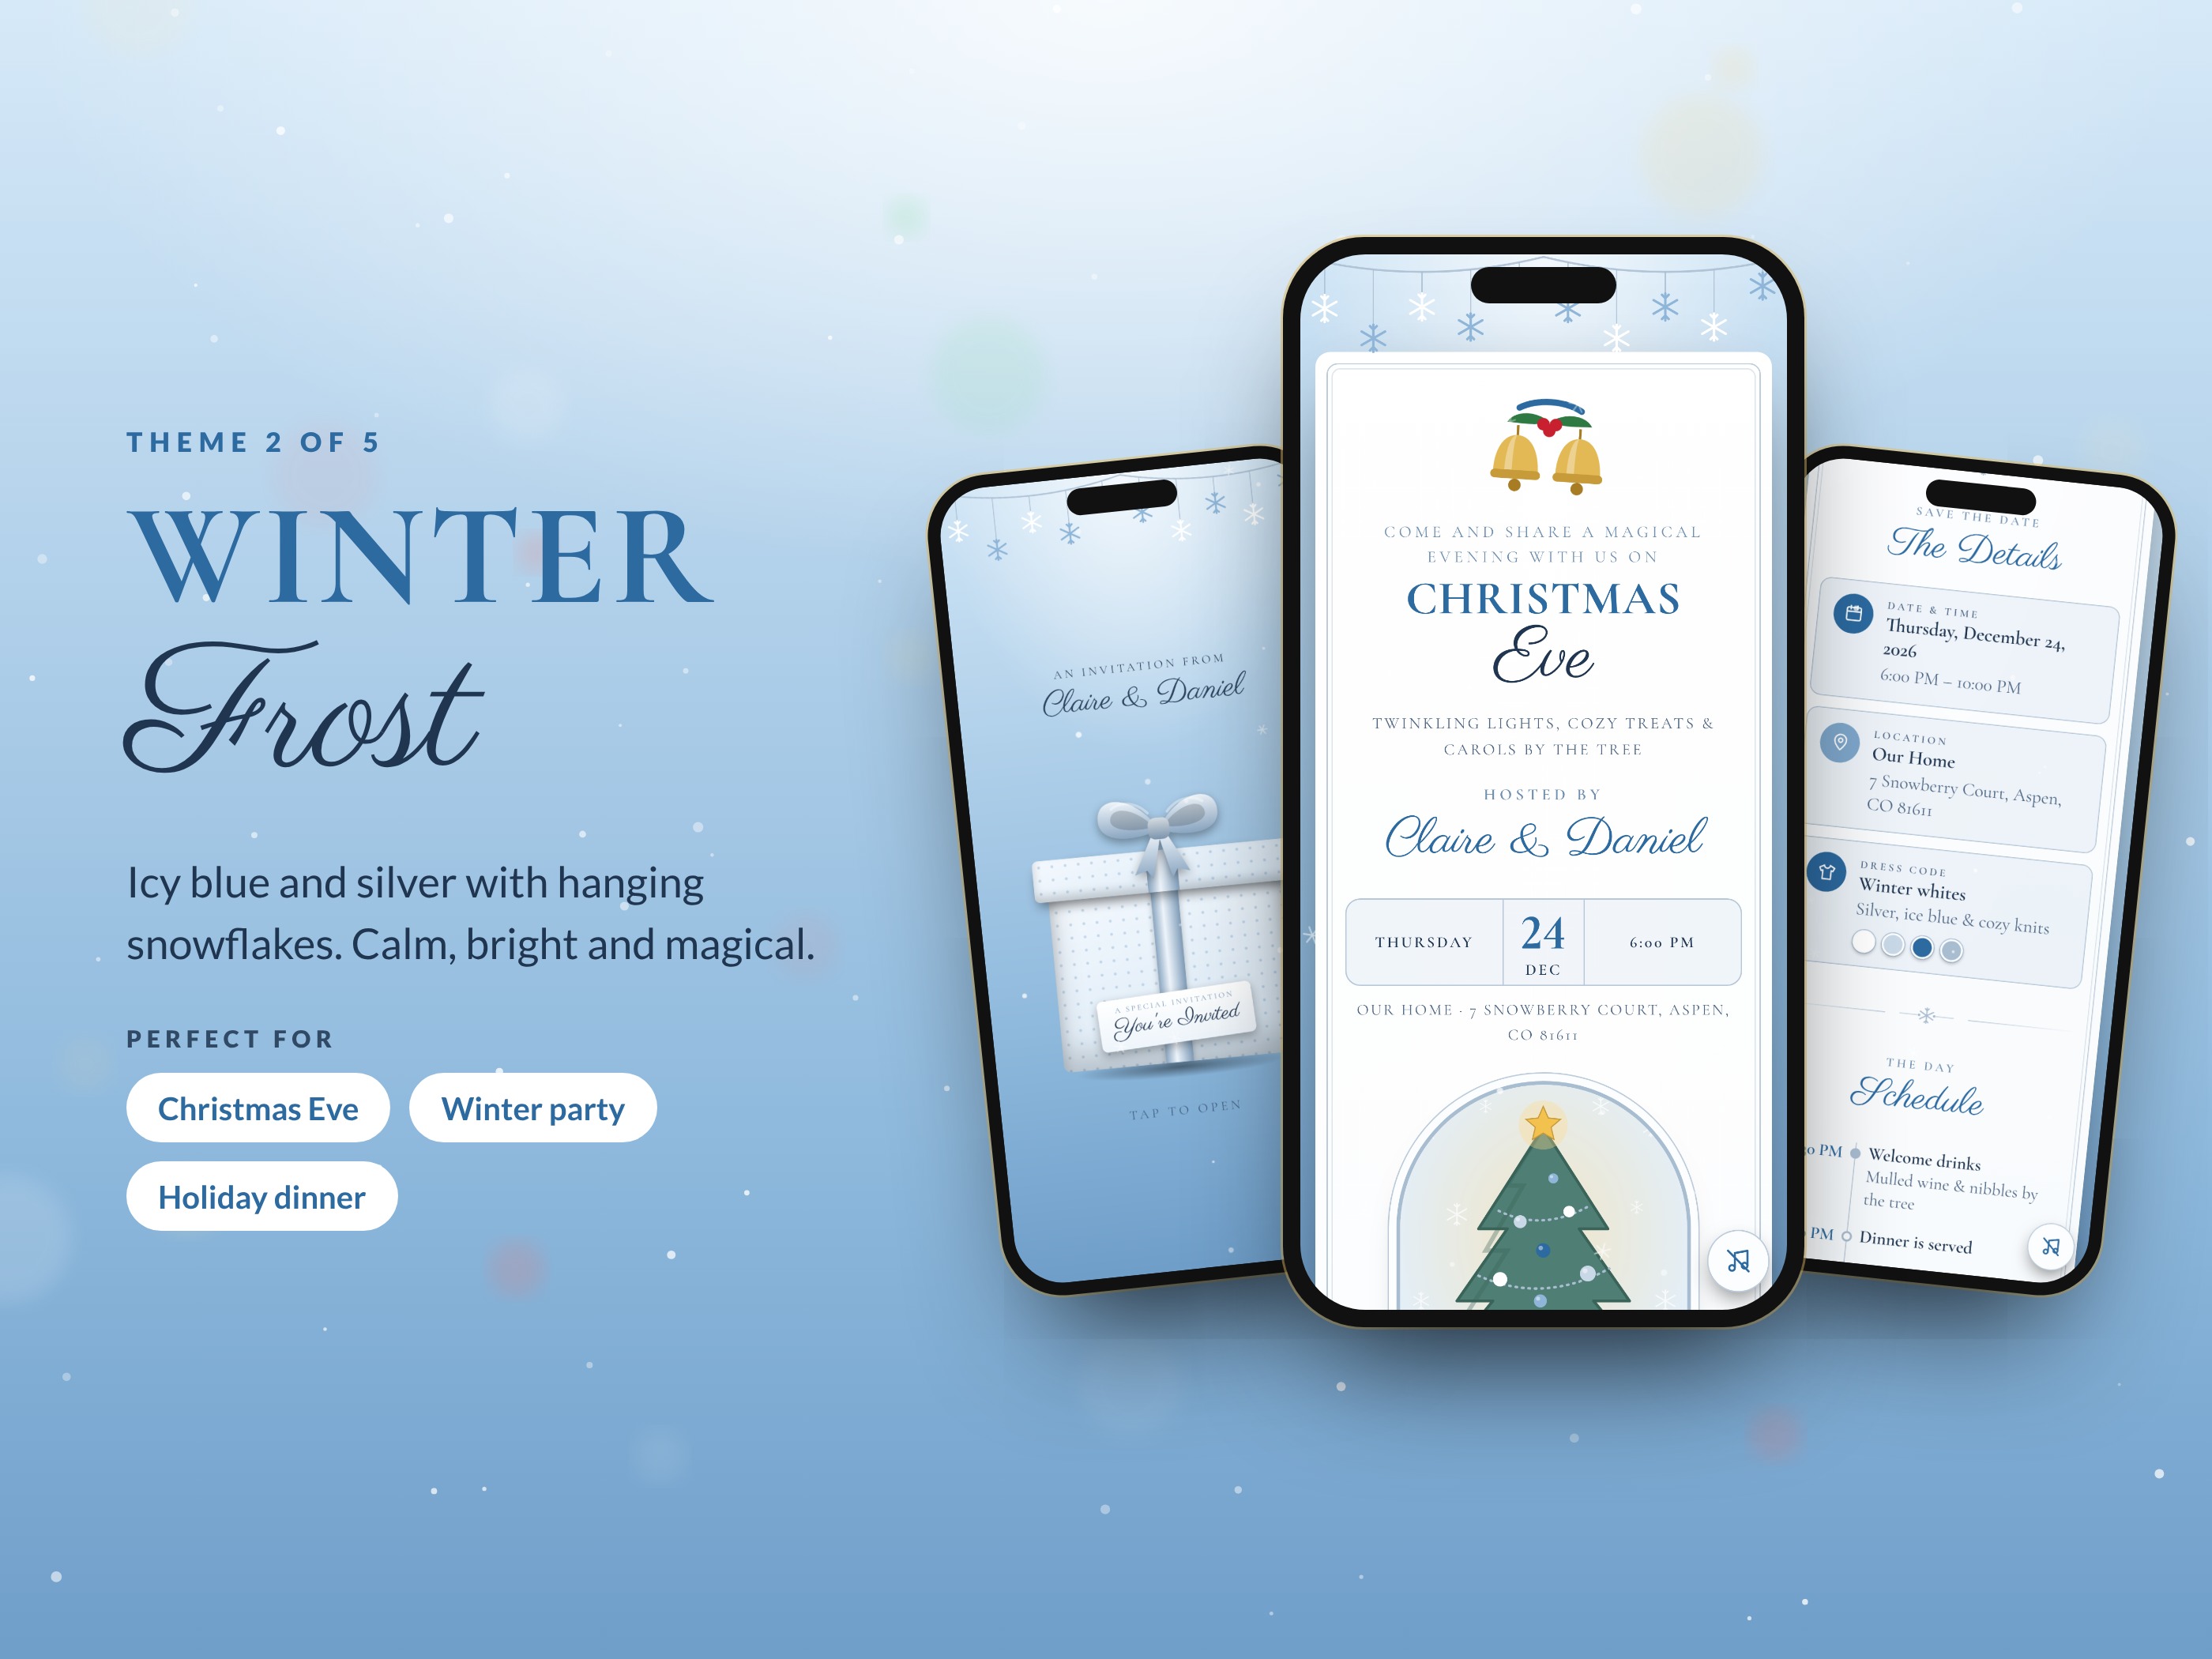 THEME 2 OF 5
WINTER
Frost
Icy blue and silver with hanging
snowflakes. Calm, bright and magical.
PERFECT FOR
Christmas Eve
Winter party
Holiday dinner
AN INVITATION FROM
Claire & Daniel
A SPECIAL INVITATION
You're Invited
TAP TO OPEN
COME AND SHARE A MAGICAL
EVENING WITH US ON
CHRISTMAS
Eve
TWINKLING LIGHTS, COZY TREATS &
CAROLS BY THE TREE
HOSTED BY
Claire & Daniel
THURSDAY
24
DEC
6:00 PM
OUR HOME · 7 SNOWBERRY COURT, ASPEN,
CO 81611
SAVE THE DATE
The Details
DATE & TIME
Thursday, December 24,
2026
6:00 PM – 10:00 PM
LOCATION
Our Home
7 Snowberry Court, Aspen,
CO 81611
DRESS CODE
Winter whites
Silver, ice blue & cozy knits
THE DAY
Schedule
PM
Welcome drinks
Mulled wine & nibbles by
the tree
PM
Dinner is served